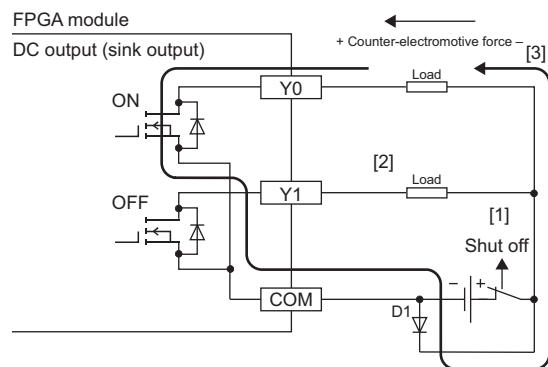 FPGA module
DC output (sink output)
+ Counter-electromotive force –
[3]
Y0
Load
ON
[2]
OFF
Y1
Load
[1]
Shut off
COM
– +
D1